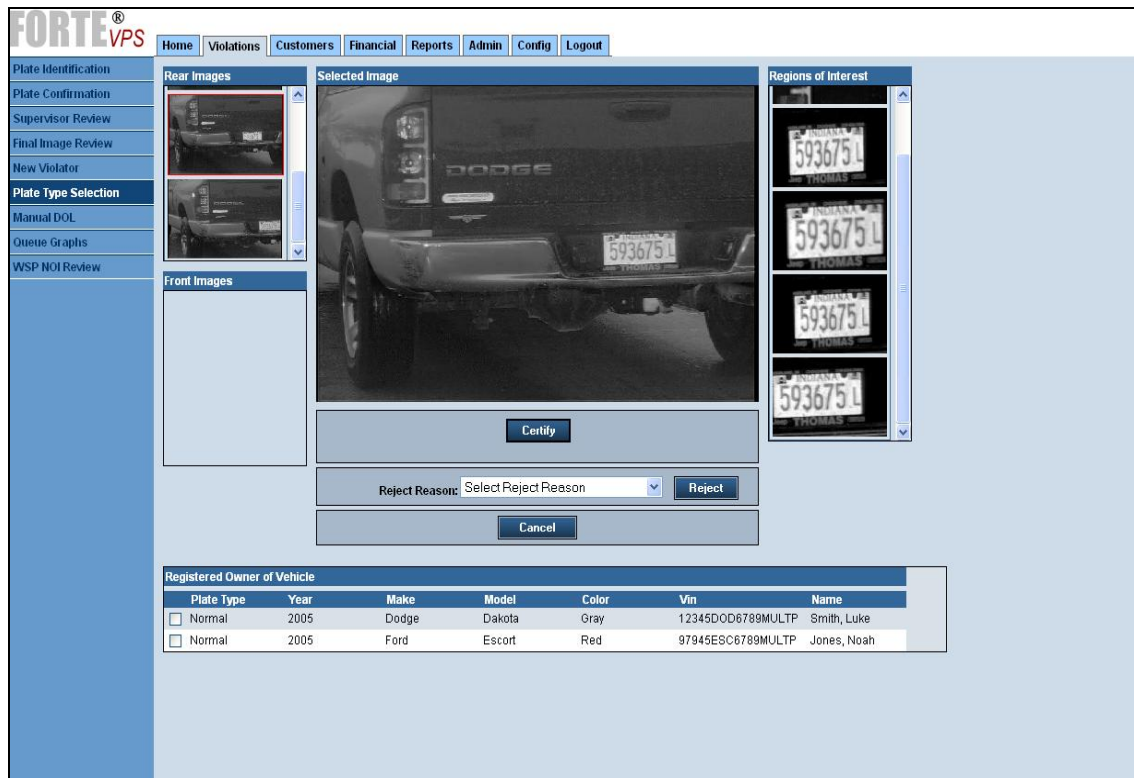 FORTE®
VPS
Home Violations Customers Financial Reports Admin Config Logout
Plate Identification
Plate Confirmation
Supervisor Review
Final Image Review
New Violator
Plate Type Selection
Manual DOL
Queue Graphs
WSP NOI Review
Rear Images
Front Images
Selected Image
DODGE
593675 L
THOMAS
Certify
Reject Reason: Select Reject Reason Reject
Cancel
Regions of Interest
INDIANA
593675 L
THOMAS
INDIANA
593675 L
THOMAS
INDIANA
593675 L
THOMAS
INDIANA
593675 L
THOMAS
Registered Owner of Vehicle
Plate Type Year Make Model Color Vin Name
Normal 2005 Dodge Dakota Gray 12345DOD6789MULTP Smith, Luke
Normal 2005 Ford Escort Red 97945ESC6789MULTP Jones, Noah